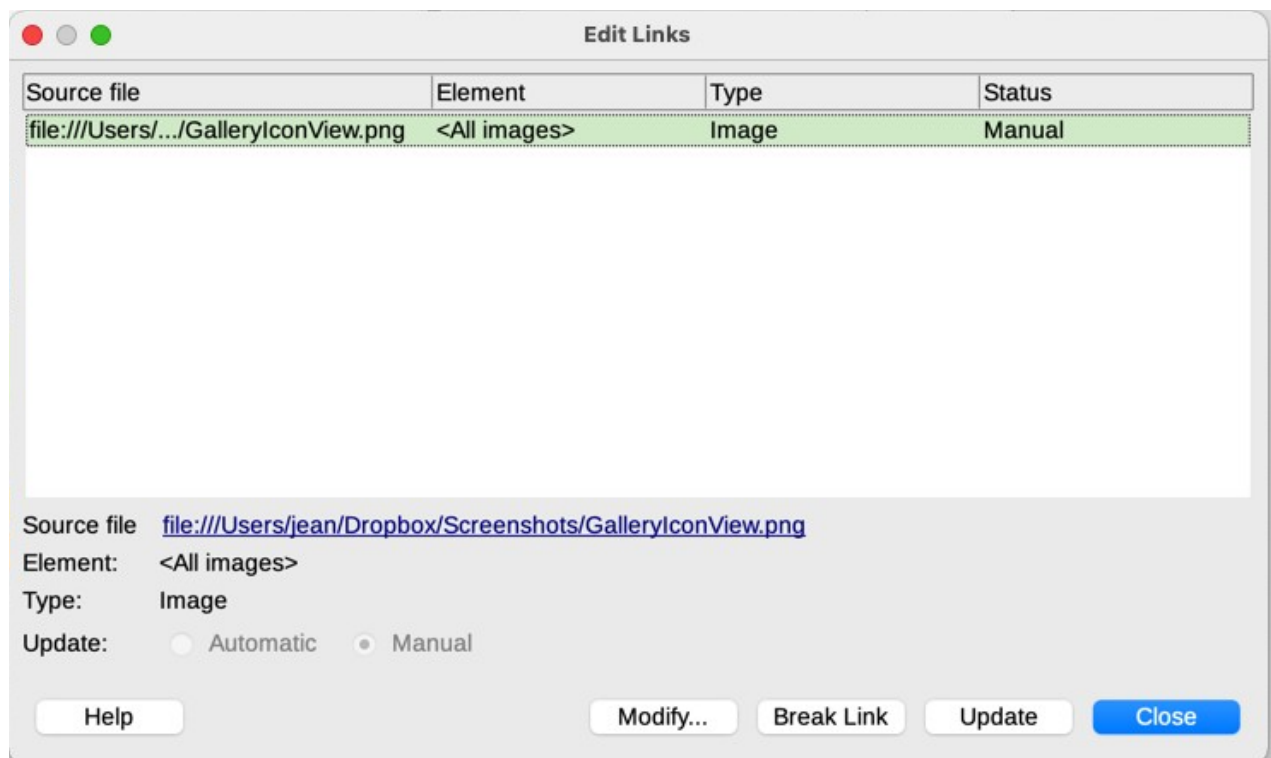 Edit Links
Source file Element Type Status
file:///Users/.../GalleryIconView.png <All images> Image Manual
Source file file:///Users/jean/Dropbox/Screenshots/GalleryIconView.png
Element: <All images>
Type: Image
Update: Automatic Manual
Help Modify... Break Link Update Close